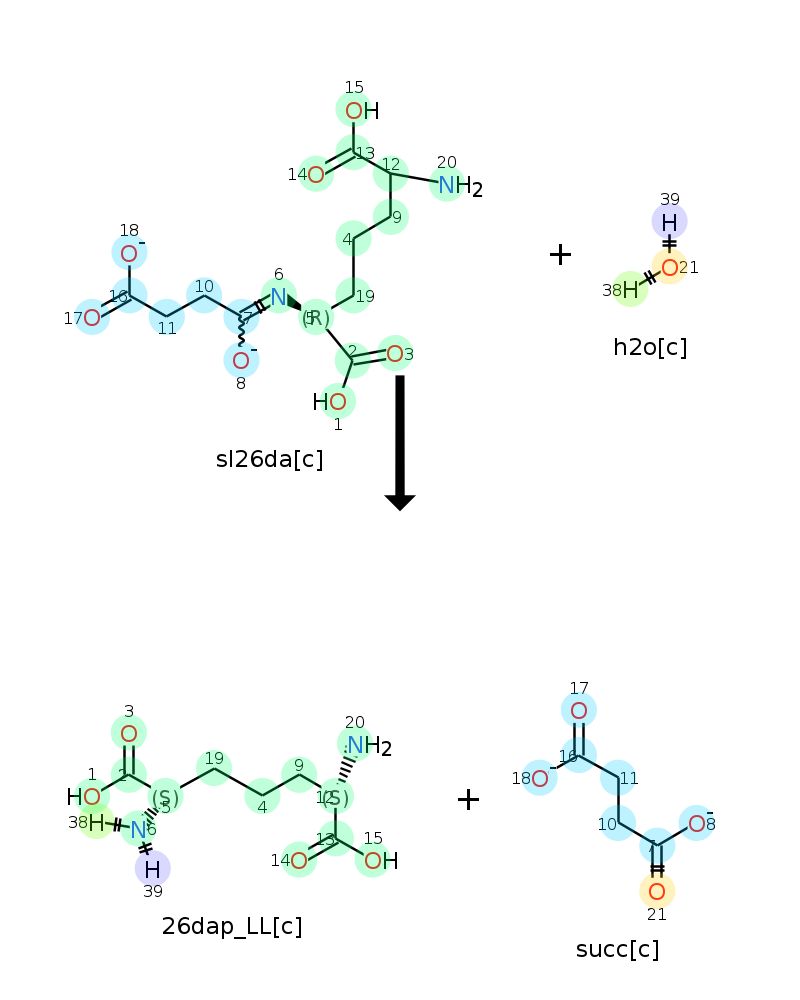 15
OH
13
12
20
14 O
NH2
39
H
18
O-
9
4
6
10
N
16
19
21
O
17 O
11
7
5
(R)
38 H
O-
8
2
O 3
HO
1
h2o[c]
+
sl26da[c]
17
O
3
O
20
NH2
19
9
16
1
2
HO
(S)
5
4
12
(S)
+
18 O-
11
38 H
N 6
10
O- 8
13
15
7
14 O
OH
H
39
O
21
26dap_LL[c]
succ[c]